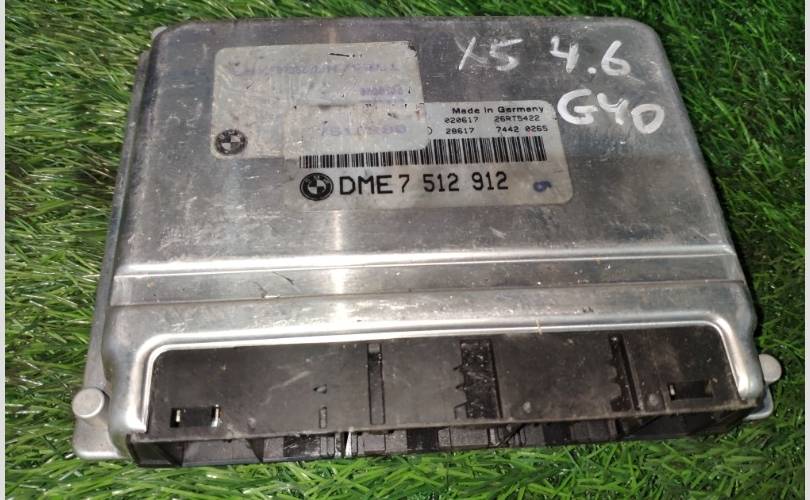 X5 4.6
G40
Made in Germany
020617 26RT5422
28617 7442 0265
DME 7 512 912